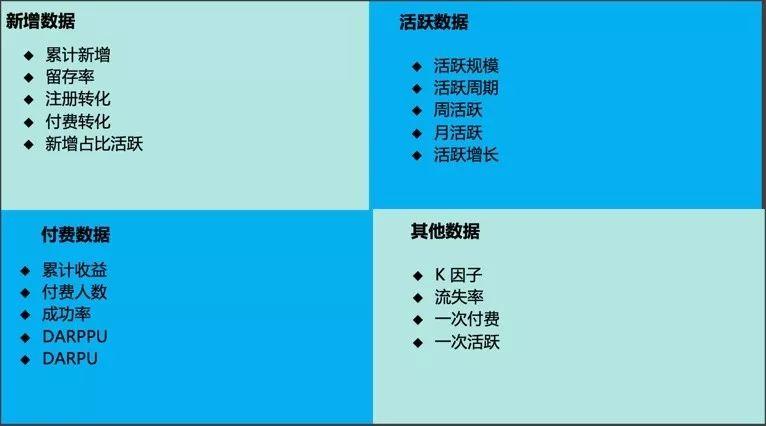 新增数据
◆ 累计新增
◆ 留存率
◆ 注册转化
◆ 付费转化
◆ 新增占比活跃
活跃数据
◆ 活跃规模
◆ 活跃周期
◆ 周活跃
◆ 月活跃
◆ 活跃增长
付费数据
◆ 累计收益
◆ 付费人数
◆ 成功率
◆ DARPPU
◆ DARPU
其他数据
◆ K 因子
◆ 流失率
◆ 一次付费
◆ 一次活跃